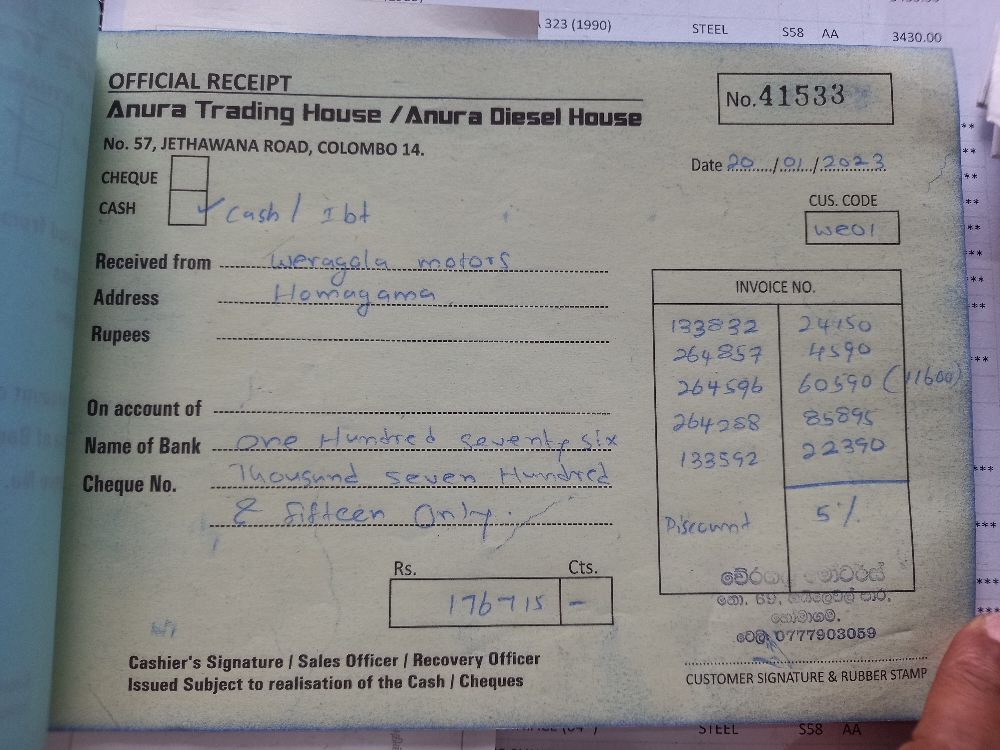 323 (1990) STEEL S58 AA 3430.00
OFFICIAL RECEIPT
Anura Trading House / Anura Diesel House
No. 41533
No. 57, JETHAWANA ROAD, COLOMBO 14.
Date 20/01/2023
CHEQUE
CASH ✓ Cash / Ibt
CUS. CODE
we01
Received from Weragala motors
Address Homagama
Rupees
On account of
Name of Bank One Hundred seventy six
Cheque No. Thousand seven Hundred
& fifteen Only.
INVOICE NO.
133832 24150
264857 4590
264596 60590 (11600)
264288 85895
133592 22390
Discount 5%
Rs. Cts.
176715 –
නො. 69,
හෝමාගම.
0777903059
Cashier's Signature / Sales Officer / Recovery Officer
Issued Subject to realisation of the Cash / Cheques
CUSTOMER SIGNATURE & RUBBER STAMP
STEEL S58 AA